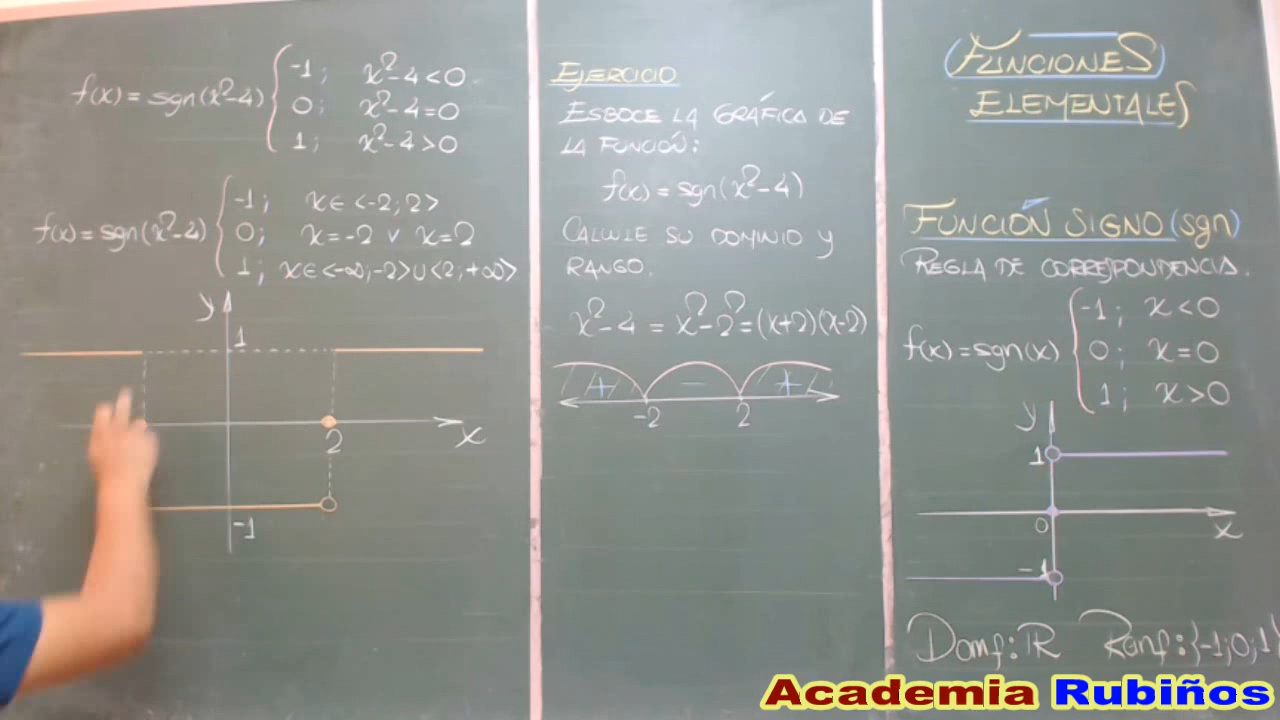 f(x) = sgn(x²-4) { -1; x²-4<0
0; x²-4=0
1; x²-4>0
f(x) = sgn(x²-4) { -1; x∈<-2;2>
0; x=-2 ∨ x=2
1; x∈<-∞;-2>∪<2;+∞>
y
1
2
x
-1
EJERCICIO
ESBOCE LA GRÁFICA DE
LA FUNCIÓN:
f(x) = sgn(x²-4)
CALCULE SU DOMINIO y
RANGO.
x²-4 = x²-2² = (x+2)(x-2)
+ - +
-2 2
FUNCIONES
ELEMENTALES
FUNCIÓN SIGNO (sgn)
REGLA DE CORRESPONDENCIA.
f(x) = sgn(x) { -1; x<0
0; x=0
1; x>0
y
1
0
x
-1
Domf: ℝ Ranf: {-1;0;1}
Academia Rubiños